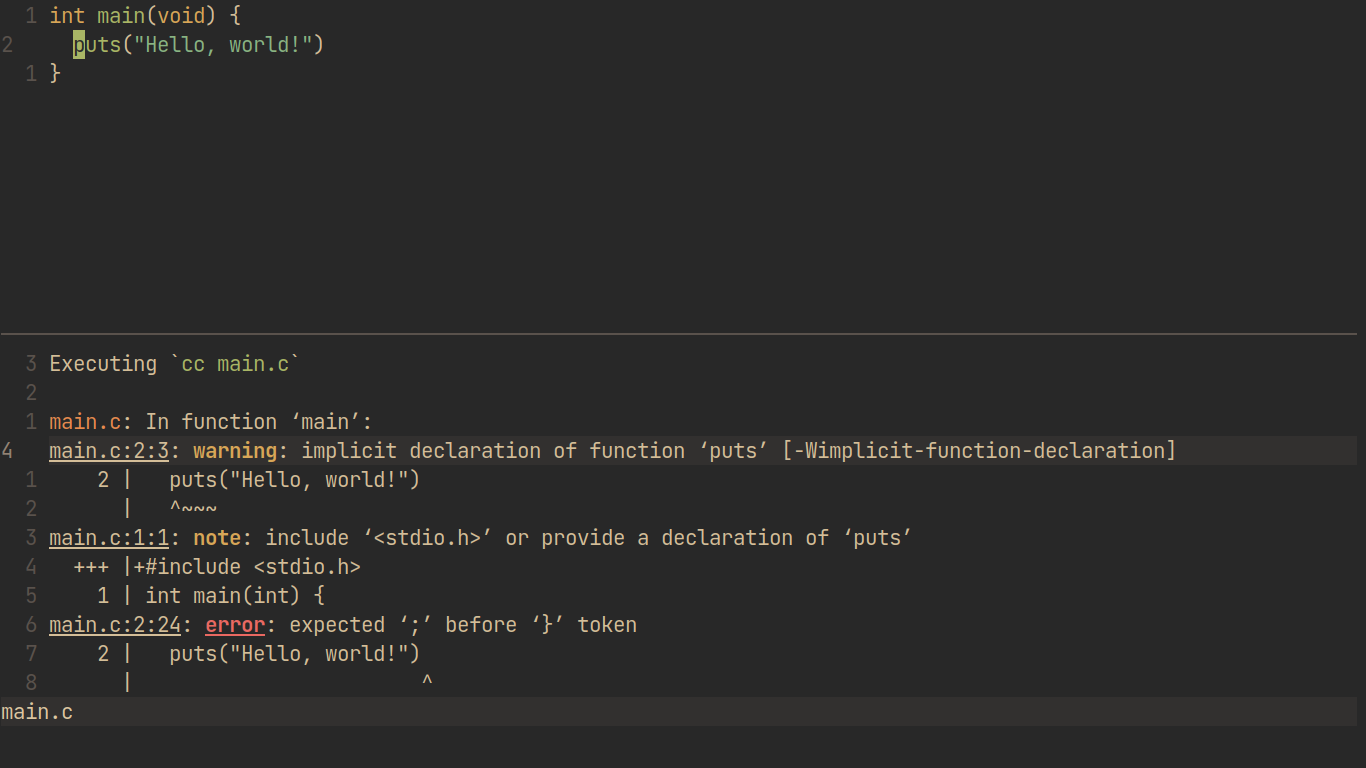 1 int main(void) {
2 puts("Hello, world!")
1 }
3 Executing `cc main.c`
2
1 main.c: In function ‘main’:
4 main.c:2:3: warning: implicit declaration of function ‘puts’ [-Wimplicit-function-declaration]
1 2 | puts("Hello, world!")
2 | ^~~~
3 main.c:1:1: note: include ‘<stdio.h>’ or provide a declaration of ‘puts’
4 +++ |+#include <stdio.h>
5 1 | int main(int) {
6 main.c:2:24: error: expected ‘;’ before ‘}’ token
7 2 | puts("Hello, world!")
8 | ^
main.c